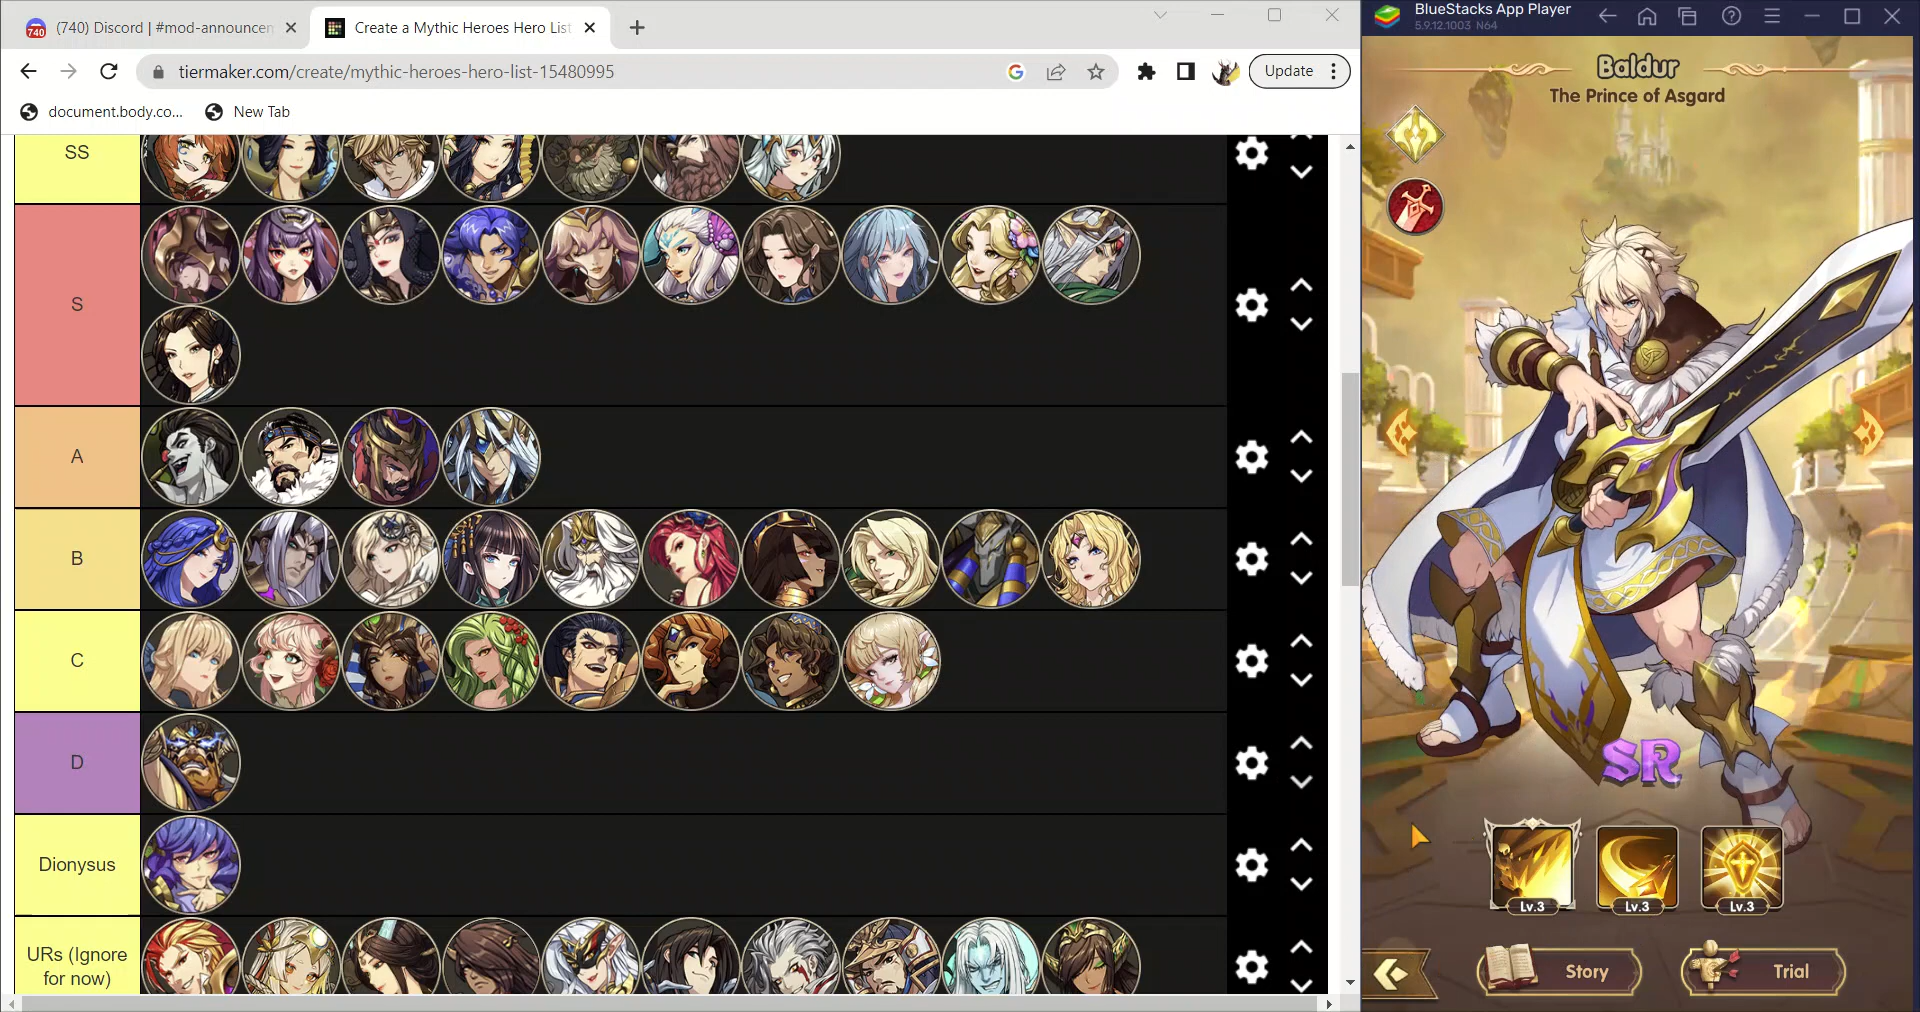 (740) Discord | #mod-announcen
Create a Mythic Heroes Hero List
740
tiermaker.com/create/mythic-heroes-hero-list-15480995
Update
document.body.co...
New Tab
SS
S
A
B
C
D
Dionysus
URs (Ignore
for now)
BlueStacks App Player
5.9.12.1003 N64
Baldur
The Prince of Asgard
SR
Lv.3
Lv.3
Lv.3
Story
Trial